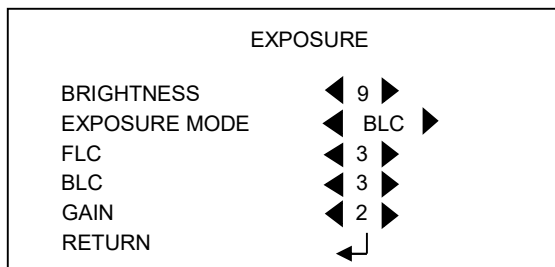 EXPOSURE
BRIGHTNESS 9
EXPOSURE MODE BLC
FLC 3
BLC 3
GAIN 2
RETURN